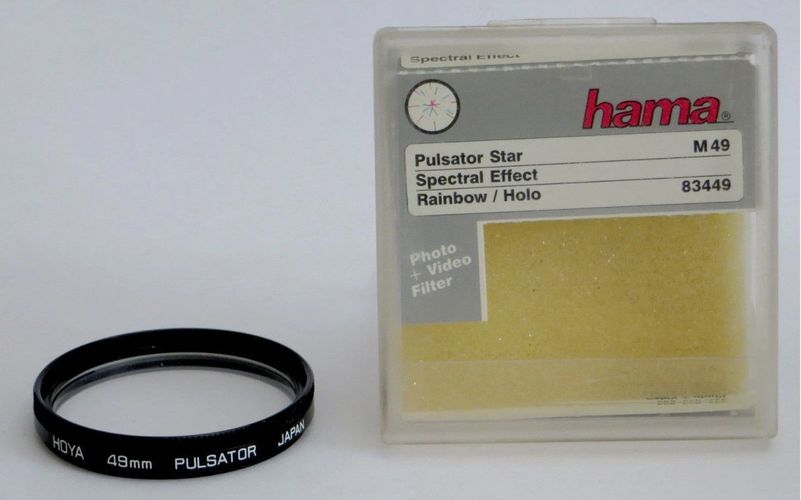 Spectral Effect
hama®
Pulsator Star M 49
Spectral Effect
Rainbow / Holo 83449
Photo
+ Video
Filter
HOYA 49mm PULSATOR JAPAN